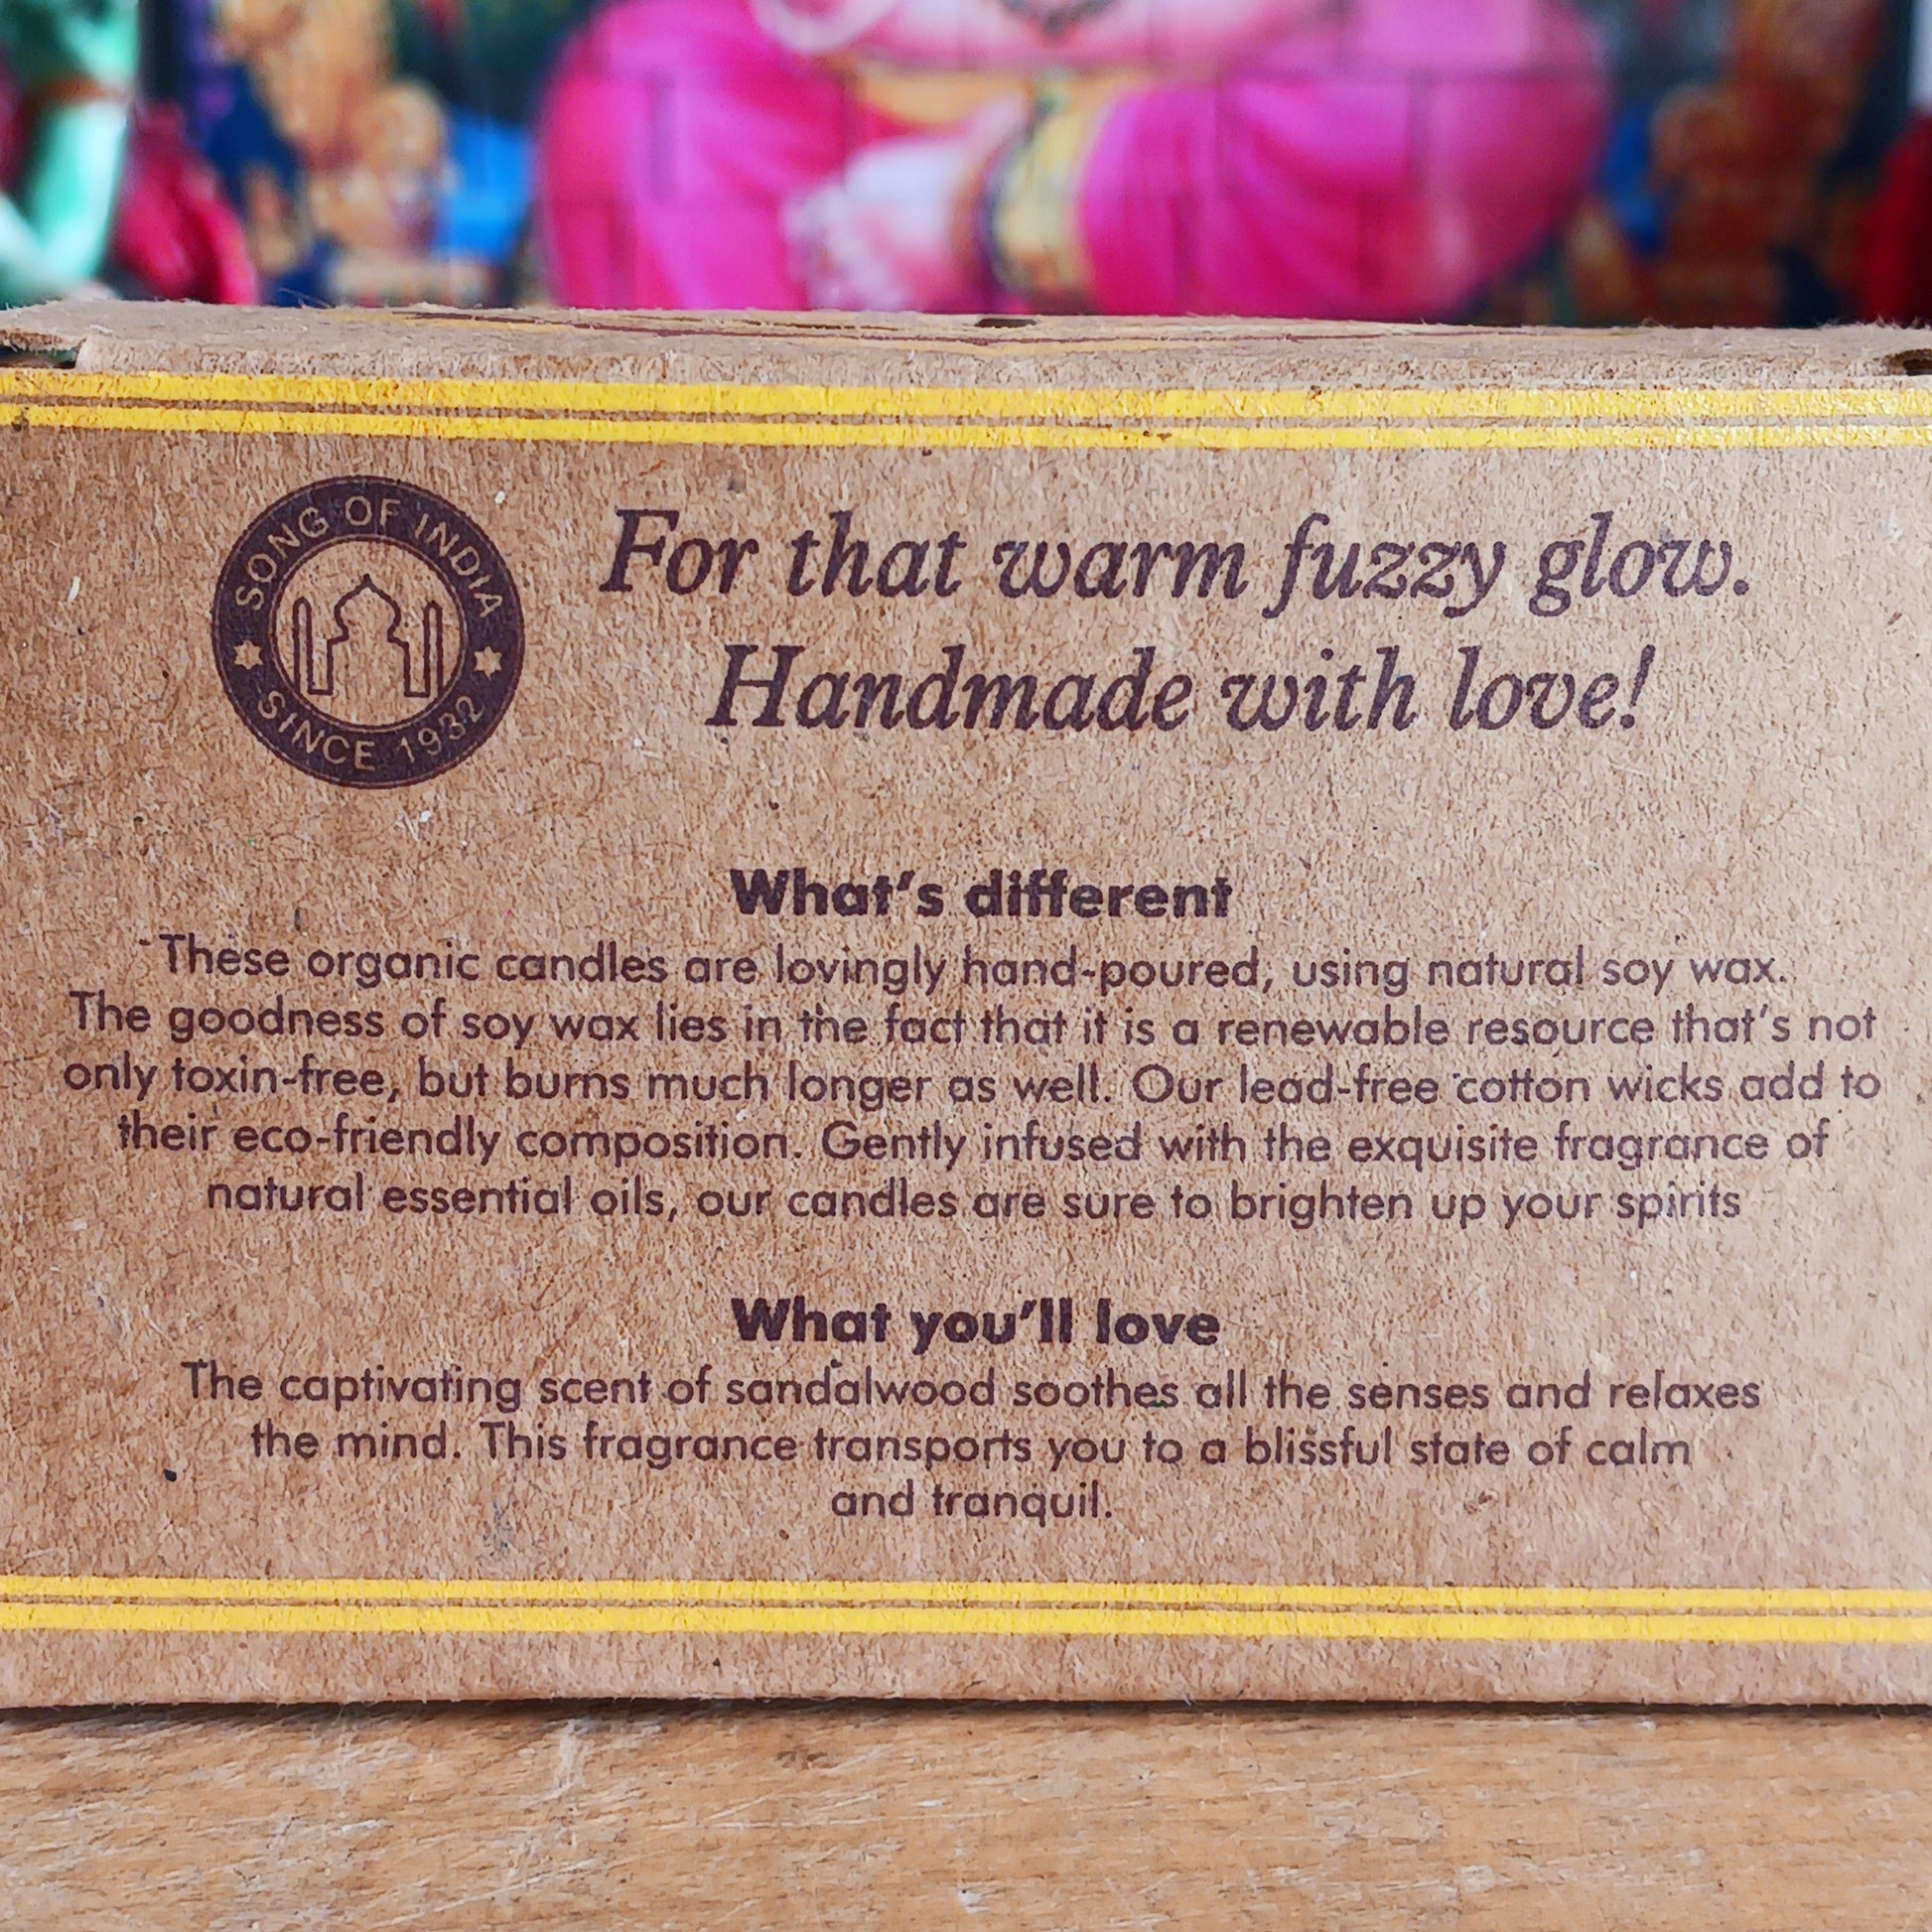 SONG OF INDIA
SINCE 1932
For that warm fuzzy glow.
Handmade with love!
What's different
These organic candles are lovingly hand-poured, using natural soy wax.
The goodness of soy wax lies in the fact that it is a renewable resource that's not
only toxin-free, but burns much longer as well. Our lead-free cotton wicks add to
their eco-friendly composition. Gently infused with the exquisite fragrance of
natural essential oils, our candles are sure to brighten up your spirits
What you'll love
The captivating scent of sandalwood soothes all the senses and relaxes
the mind. This fragrance transports you to a blissful state of calm
and tranquil.